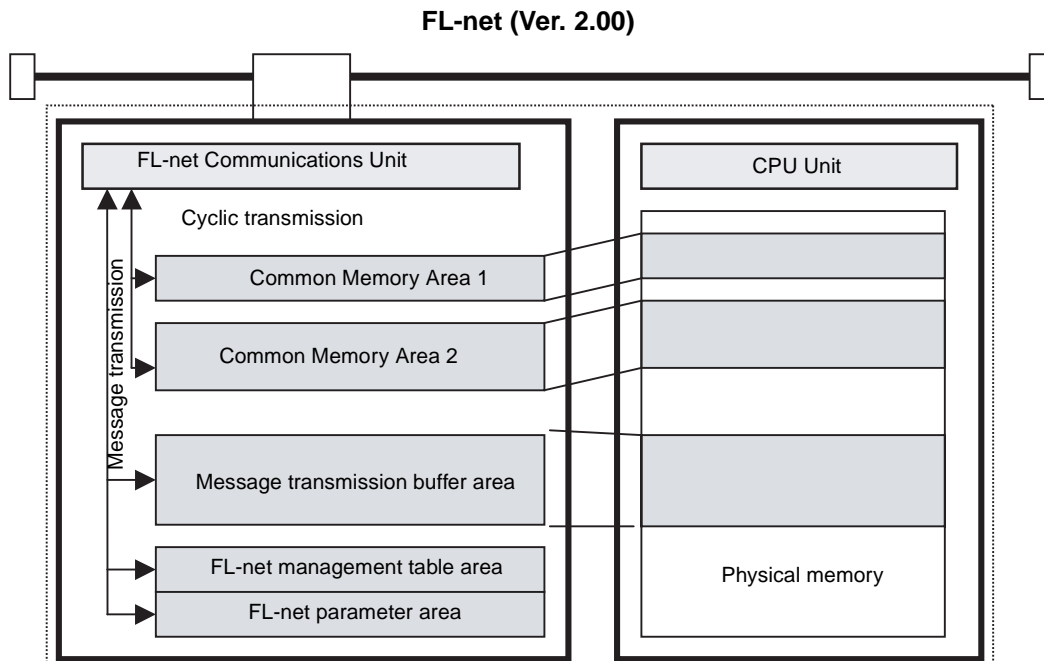 FL-net (Ver. 2.00)
FL-net Communications Unit
CPU Unit
Cyclic transmission
Message transmission
Common Memory Area 1
Common Memory Area 2
Message transmission buffer area
FL-net management table area
FL-net parameter area
Physical memory